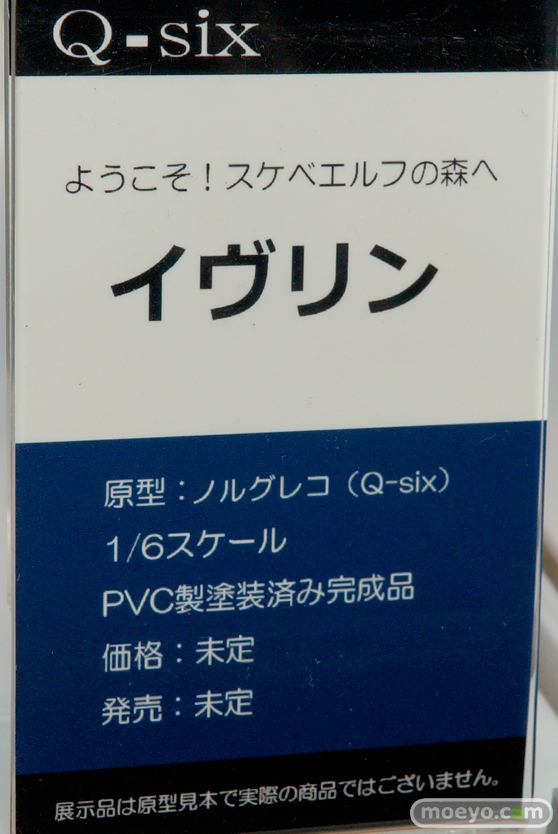 Q-six
ようこそ！スケベエルフの森へ
イヴリン
原型：ノルグレコ（Q-six）
1/6スケール
PVC製塗装済み完成品
価格：未定
発売：未定
展示品は原型見本で実際の商品ではございません。
moeyo.com